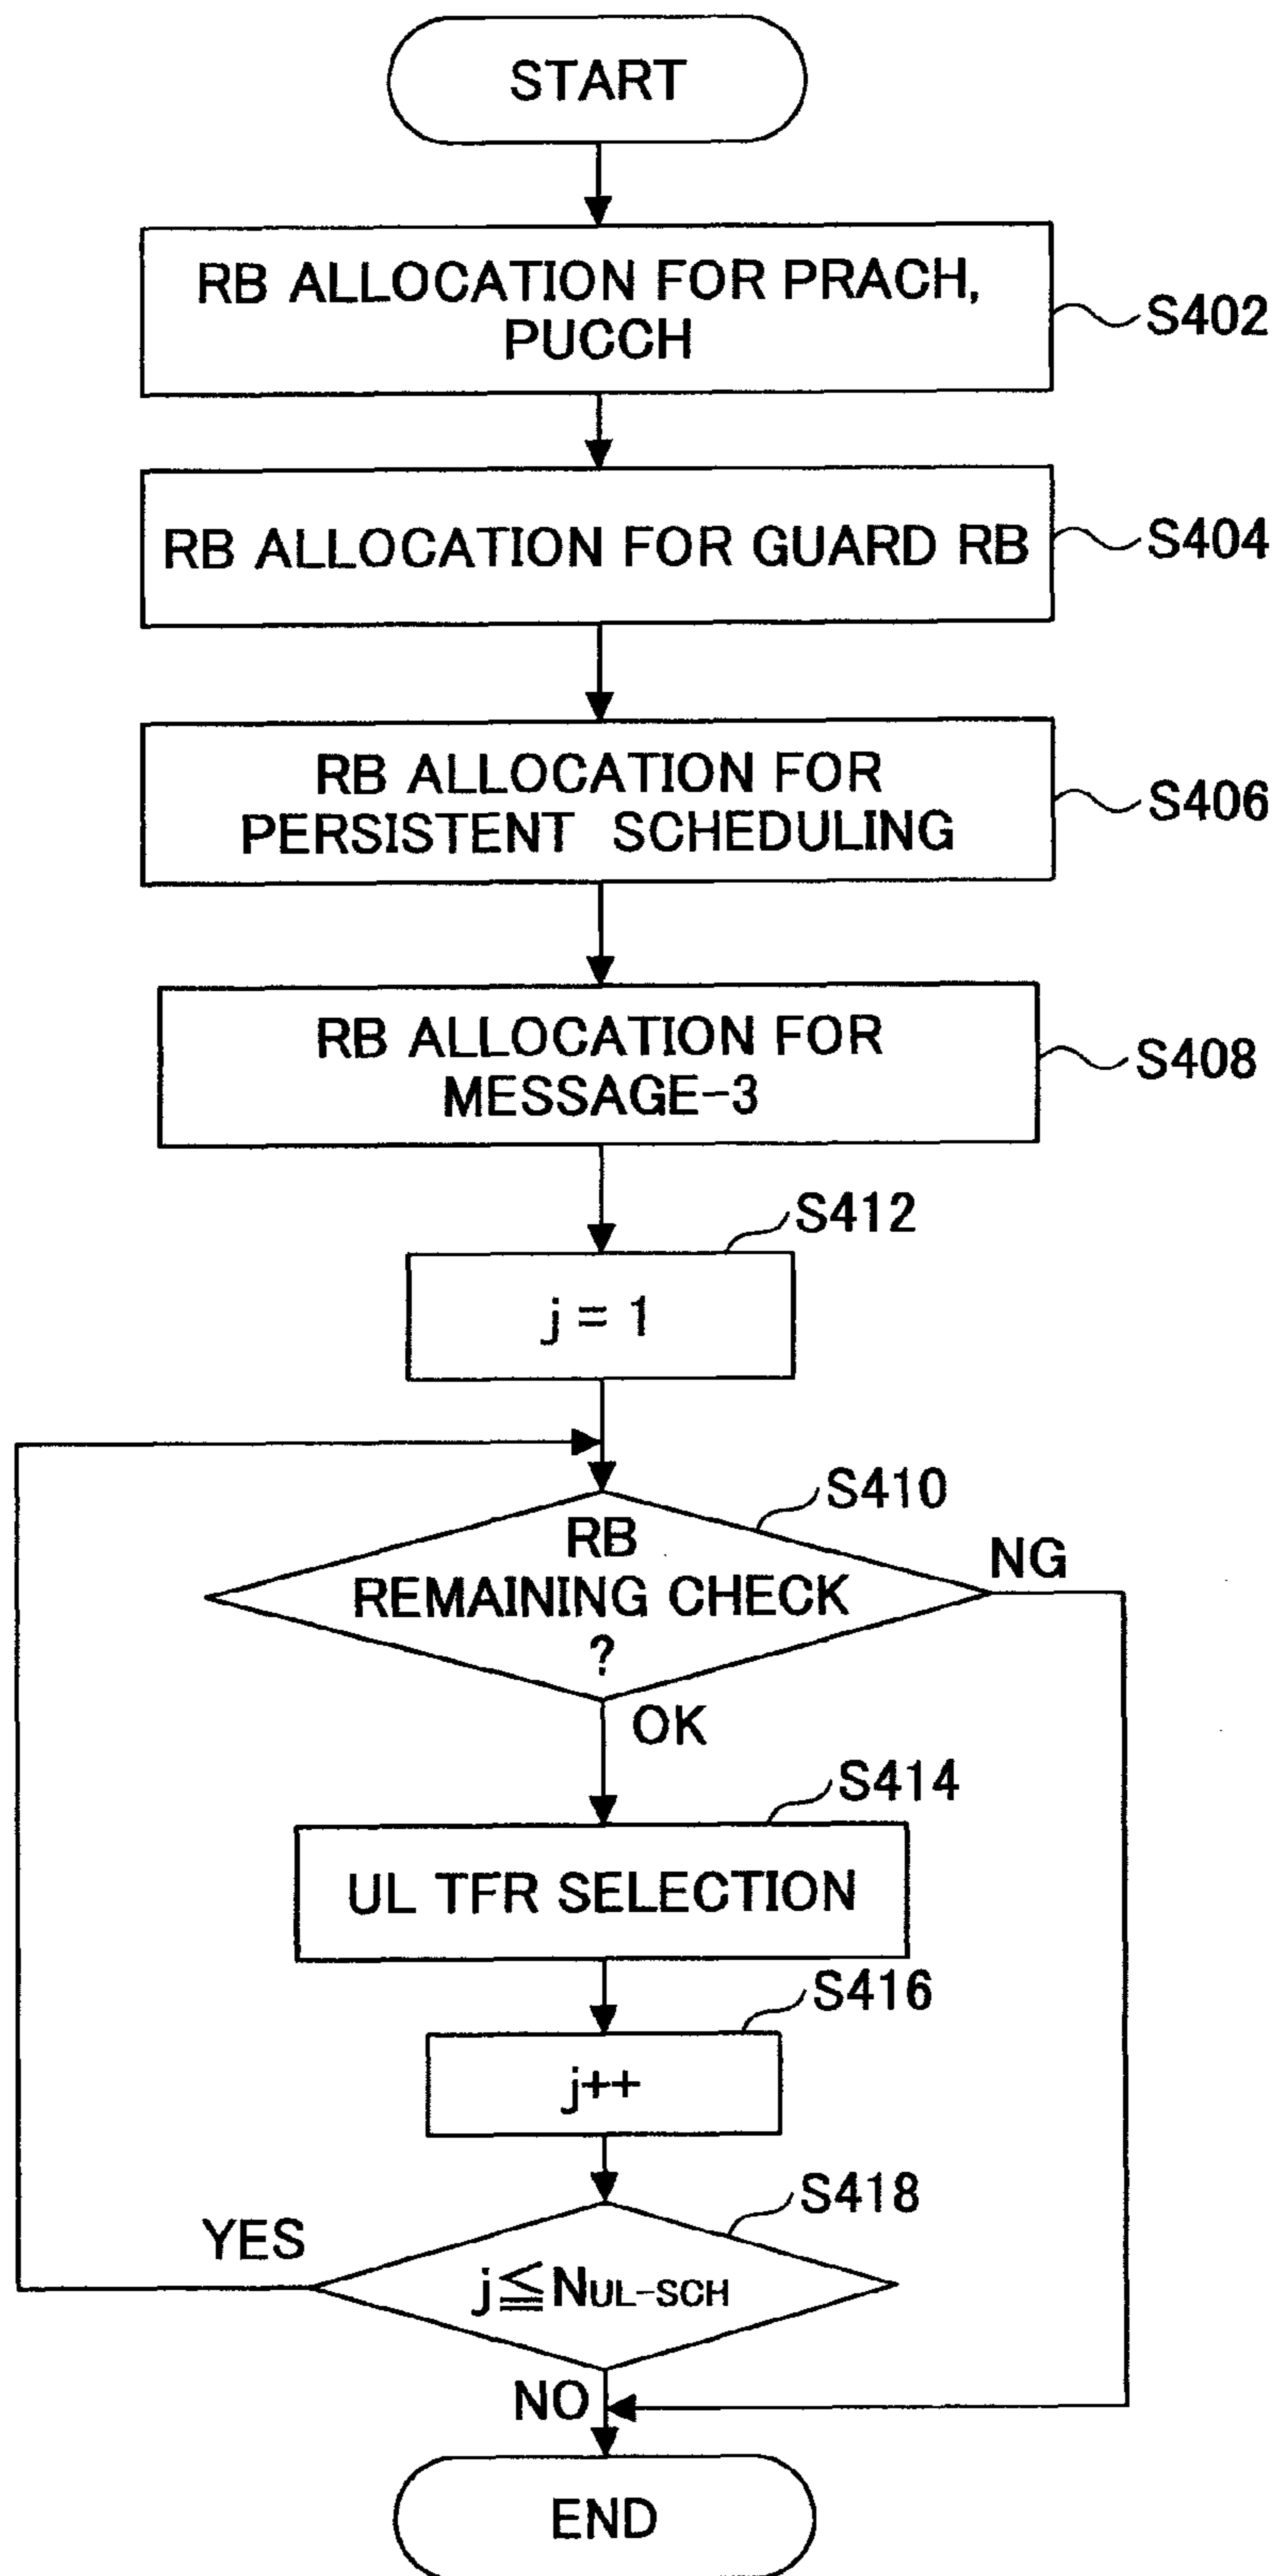 START
RB ALLOCATION FOR PRACH,
PUCCH
S402
RB ALLOCATION FOR GUARD RB
S404
RB ALLOCATION FOR
PERSISTENT SCHEDULING
S406
RB ALLOCATION FOR
MESSAGE-3
S408
S412
j = 1
S410
RB
REMAINING CHECK
?
NG
OK
S414
UL TFR SELECTION
S416
j++
S418
YES
j≦NUL-SCH
NO
END